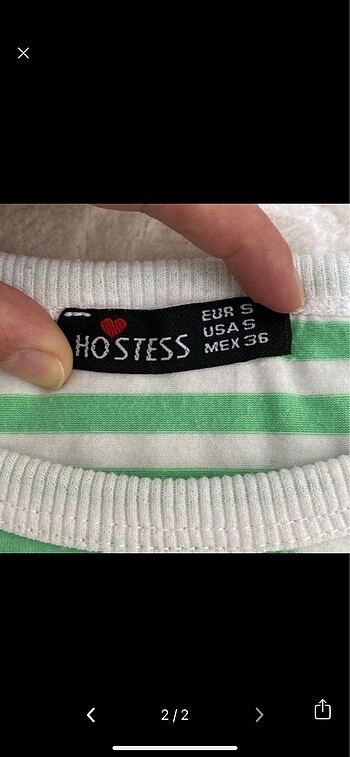 HOSTESS
EUR S
USA S
MEX 36
2/2